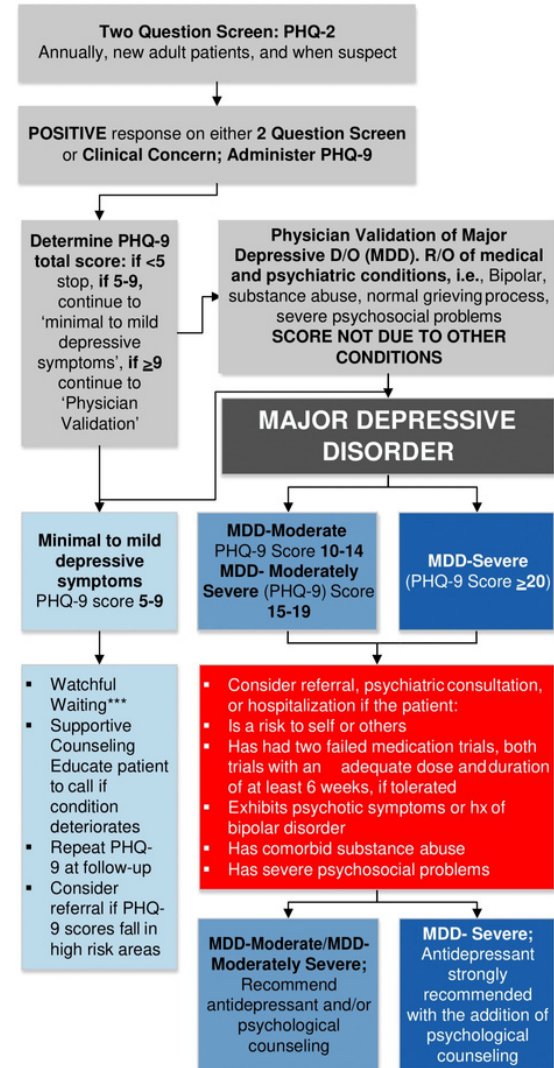 Two Question Screen: PHQ-2
Annually, new adult patients, and when suspect
POSITIVE response on either 2 Question Screen
or Clinical Concern; Administer PHQ-9
Determine PHQ-9
total score: if <5
stop, if 5-9,
continue to
‘minimal to mild
depressive
symptoms’, if ≥9
continue to
‘Physician
Validation’
Physician Validation of Major
Depressive D/O (MDD). R/O of medical
and psychiatric conditions, i.e., Bipolar,
substance abuse, normal grieving process,
severe psychosocial problems
SCORE NOT DUE TO OTHER
CONDITIONS
MAJOR DEPRESSIVE
DISORDER
Minimal to mild
depressive
symptoms
PHQ-9 score 5-9
MDD-Moderate
PHQ-9 Score 10-14
MDD- Moderately
Severe (PHQ-9) Score
15-19
MDD-Severe
(PHQ-9 Score ≥20)
▪ Watchful
Waiting***
▪ Supportive
Counseling
Educate patient
to call if
condition
deteriorates
▪ Repeat PHQ-
9 at follow-up
▪ Consider
referral if PHQ-
9 scores fall in
high risk areas
▪ Consider referral, psychiatric consultation,
or hospitalization if the patient:
▪ Is a risk to self or others
▪ Has had two failed medication trials, both
trials with an adequate dose and duration
of at least 6 weeks, if tolerated
▪ Exhibits psychotic symptoms or hx of
bipolar disorder
▪ Has comorbid substance abuse
▪ Has severe psychosocial problems
MDD-Moderate/MDD-
Moderately Severe;
Recommend
antidepressant and/or
psychological
counseling
MDD- Severe;
Antidepressant
strongly
recommended
with the addition of
psychological
counseling